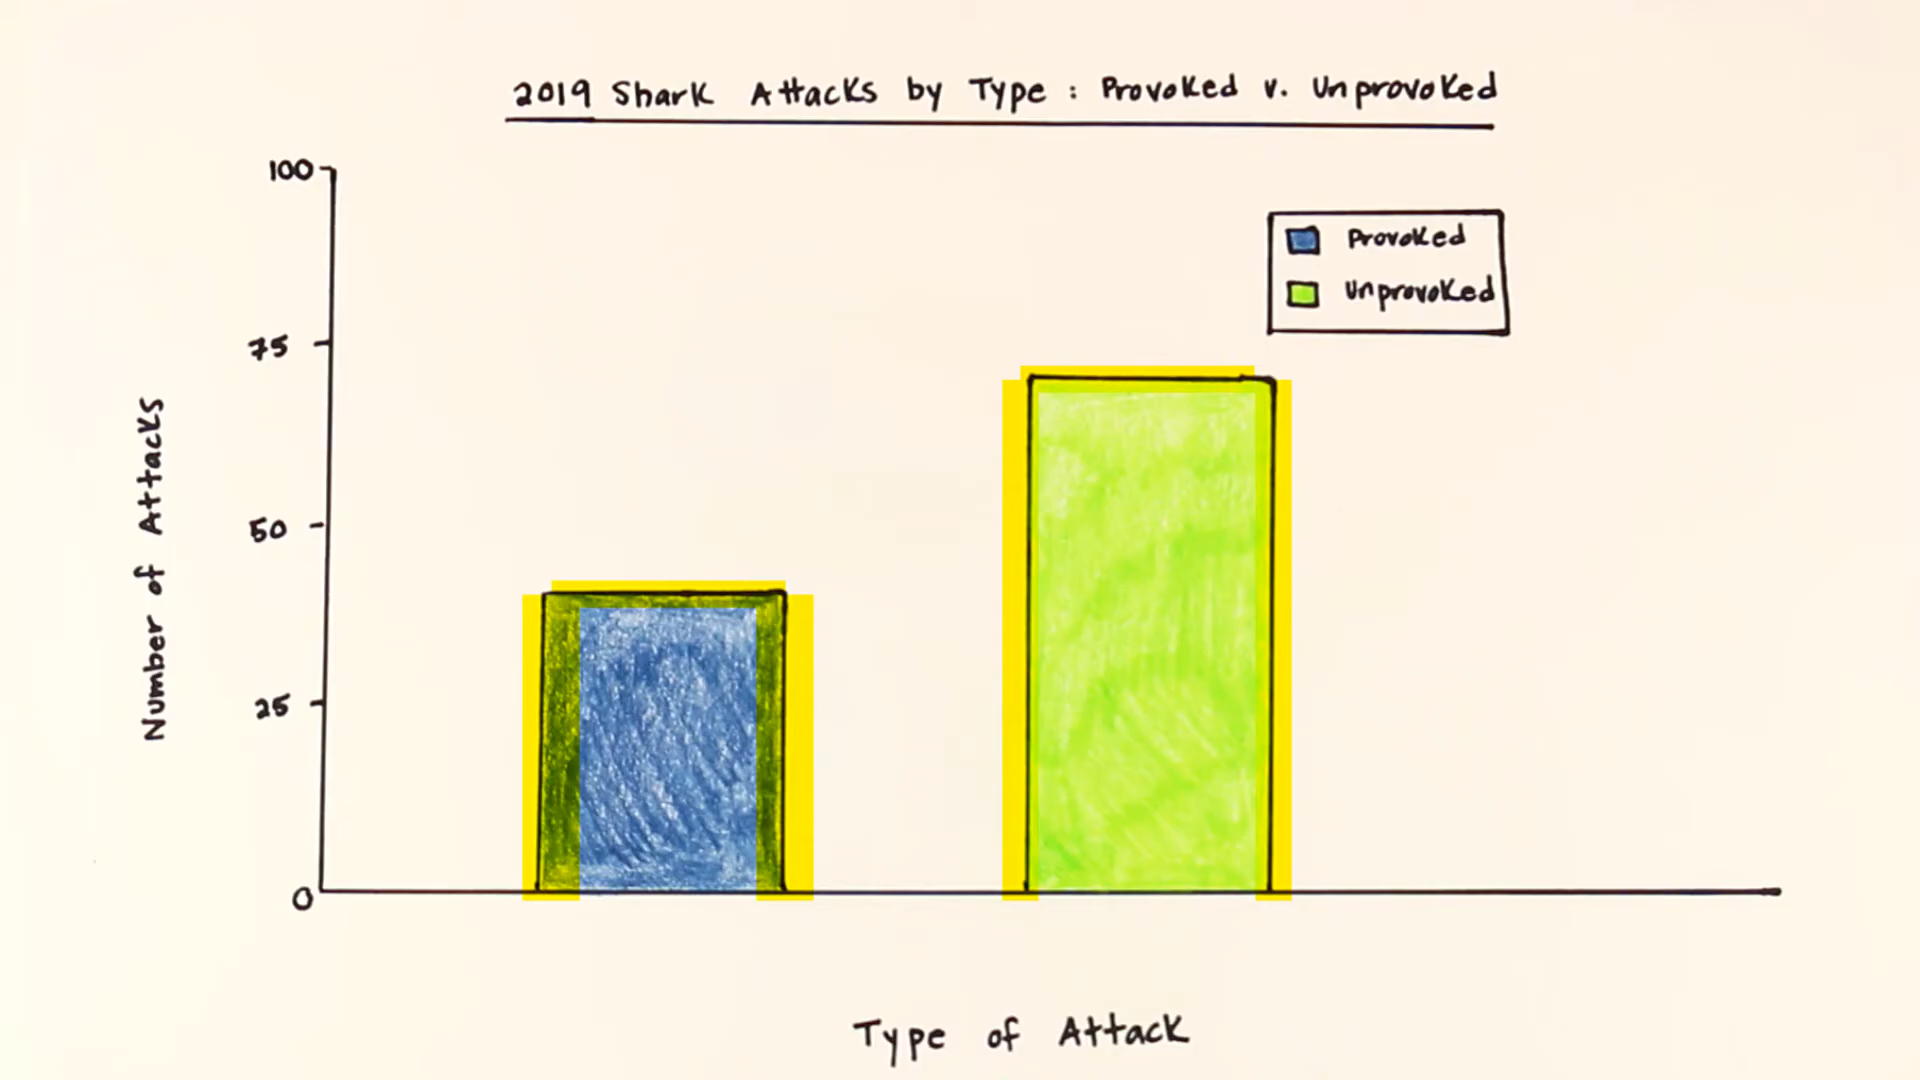 2019 Shark Attacks by Type : Provoked v. Unprovoked
100
Provoked
Unprovoked
75
50
25
0
Number of Attacks
Type of Attack